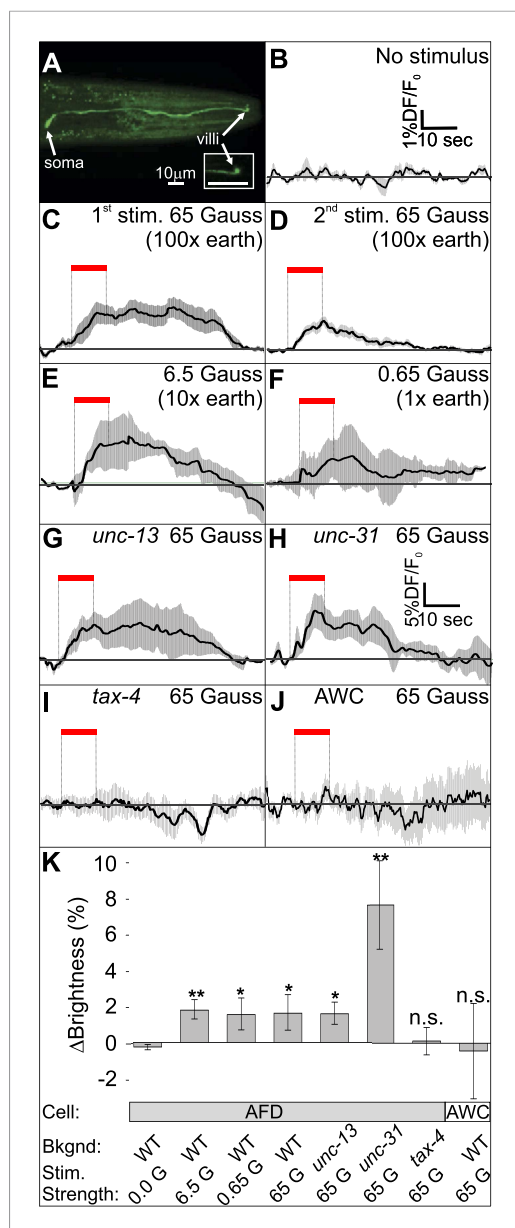 A
soma
villi
10μm
B
No stimulus
1%DF/F0
10 sec
C
1st stim. 65 Gauss
(100x earth)
D
2nd stim. 65 Gauss
(100x earth)
E
6.5 Gauss
(10x earth)
F
0.65 Gauss
(1x earth)
G
unc-13 65 Gauss
H
unc-31 65 Gauss
5%DF/F0
10 sec
I
tax-4 65 Gauss
J
AWC 65 Gauss
K
ΔBrightness (%)
10
8
6
4
2
0
-2
**
*
*
*
**
n.s.
n.s.
Cell: AFD AWC
Bkgnd: WT WT WT WT unc-13 unc-31 tax-4 WT
Stim.
Strength: 0.0 G 6.5 G 0.65 G 65 G 65 G 65 G 65 G 65 G